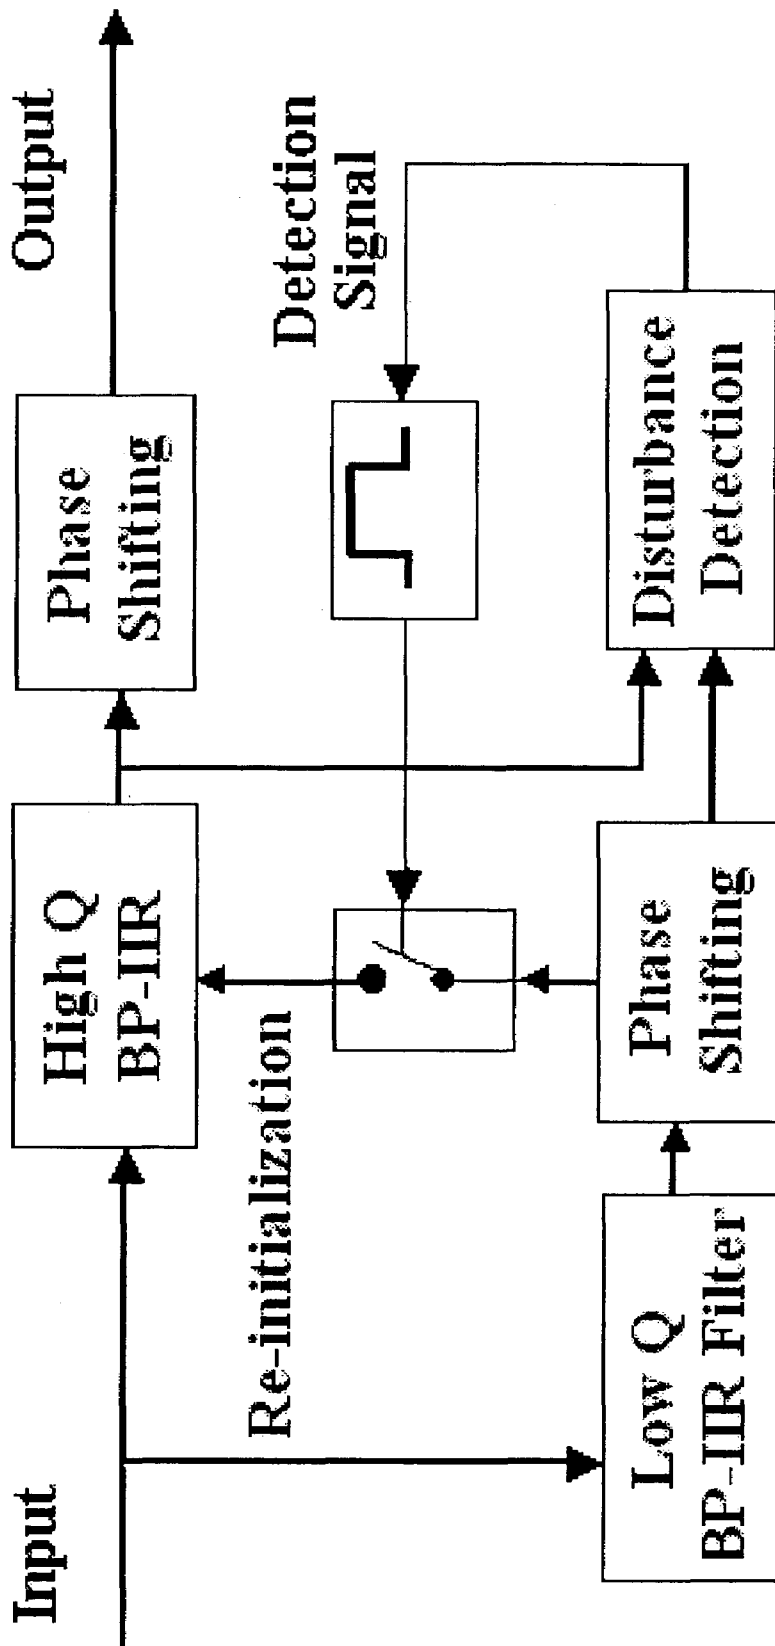 Input
High Q
BP-IIR
Phase
Shifting
Output
Re-initialization
Detection
Signal
Low Q
BP-IIR Filter
Phase
Shifting
Disturbance
Detection